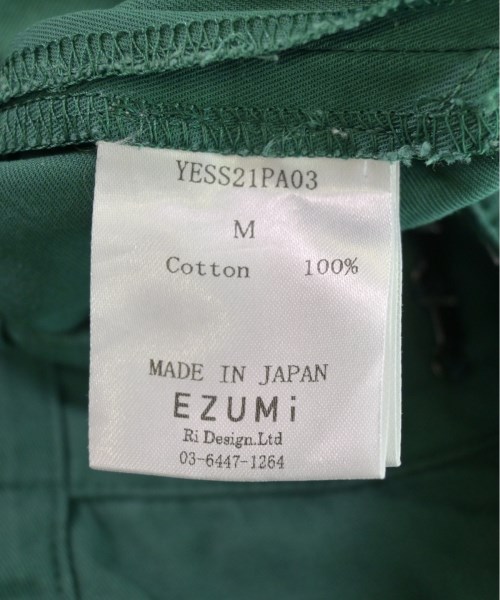 YESS21PA03
M
Cotton 100%
MADE IN JAPAN
EZUMi
Ri Design.Ltd
03-6447-1264